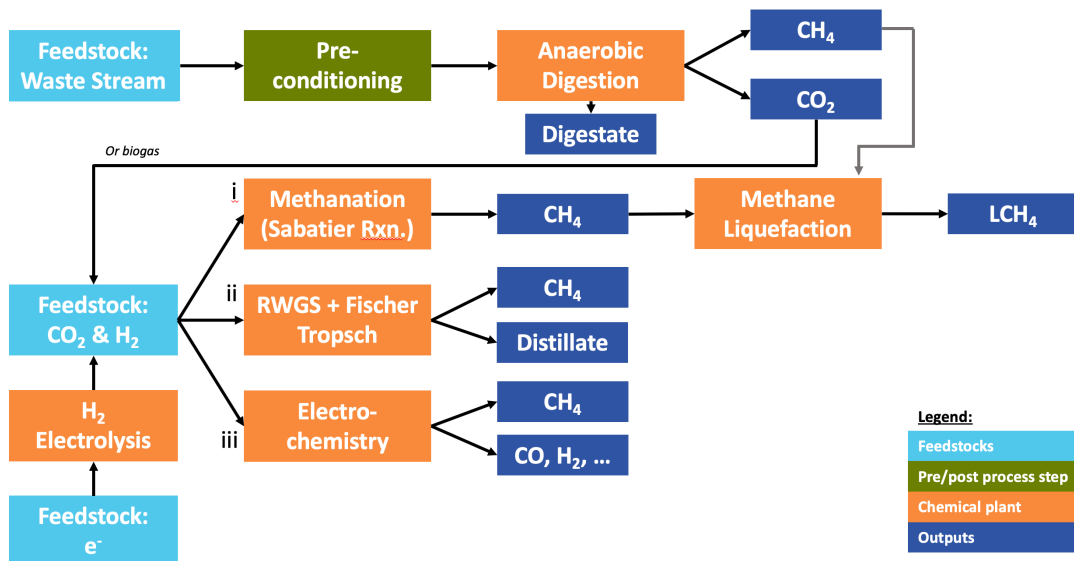 Feedstock:
Waste Stream
Pre-
conditioning
Anaerobic
Digestion
CH₄
CO₂
Digestate
Or biogas
i
Methanation
(Sabatier Rxn.)
CH₄
Methane
Liquefaction
LCH₄
Feedstock:
CO₂ & H₂
ii
RWGS + Fischer
Tropsch
CH₄
Distillate
H₂
Electrolysis
iii
Electro-
chemistry
CH₄
CO, H₂, ...
Feedstock:
e⁻
Legend:
Feedstocks
Pre/post process step
Chemical plant
Outputs